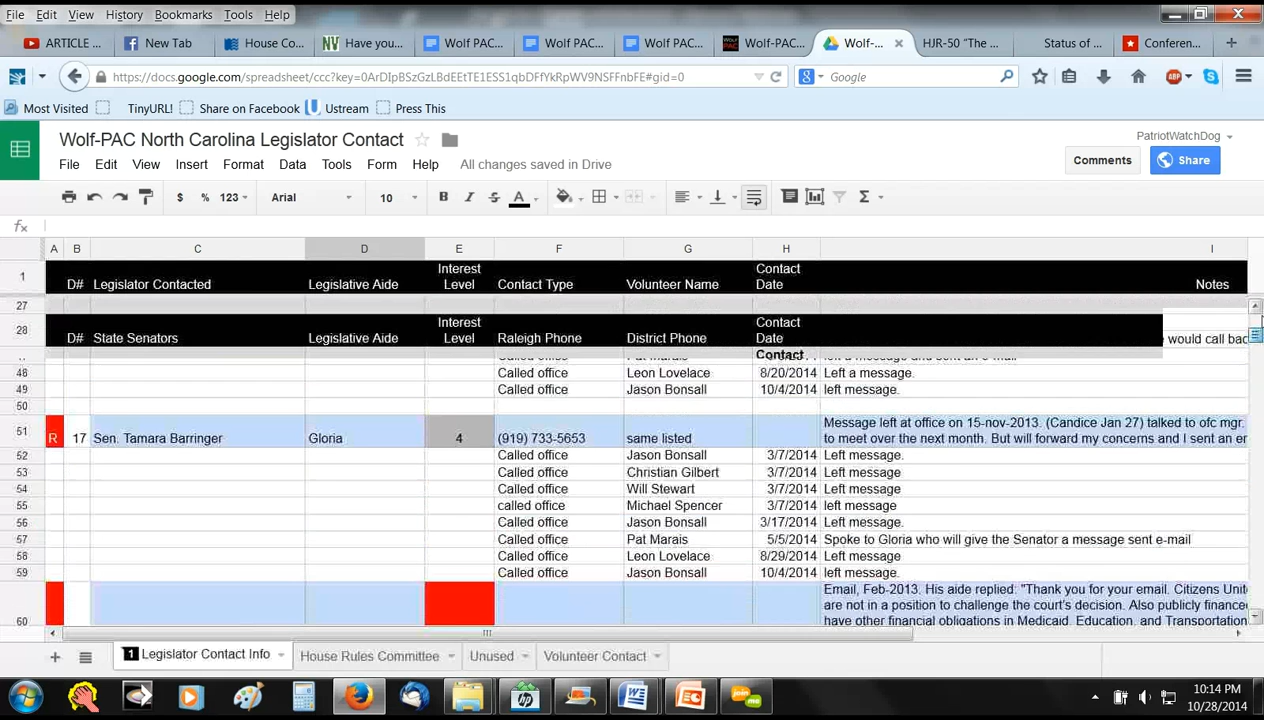 File Edit View History Bookmarks Tools Help
ARTICLE ... New Tab House Co... Have you... Wolf PAC... Wolf PAC... Wolf PAC... Wolf-PAC... Wolf-... HJR-50 "The ... Status of ... Conferen...
https://docs.google.com/spreadsheet/ccc?key=0ArDIpBSzGzLBdEEtTE1ESS1qbDFfYkRpWV9NSFFnbFE#gid=0 Google
Most Visited TinyURL! Share on Facebook Ustream Press This
Wolf-PAC North Carolina Legislator Contact PatriotWatchDog
File Edit View Insert Format Data Tools Form Help All changes saved in Drive Comments Share
$ % 123 Arial 10 B I S A Σ
fx
A B C D E F G H I
1 D# Legislator Contacted Legislative Aide Interest Level Contact Type Volunteer Name Contact Date Notes
27
28 D# State Senators Legislative Aide Interest Level Raleigh Phone District Phone Contact Date would call bac
Contact
48 Called office Leon Lovelace 8/20/2014 Left a message.
49 Called office Jason Bonsall 10/4/2014 left message.
50
51 R 17 Sen. Tamara Barringer Gloria 4 (919) 733-5653 same listed Message left at office on 15-nov-2013. (Candice Jan 27) talked to ofc mgr.
to meet over the next month. But will forward my concerns and I sent an er
52 Called office Jason Bonsall 3/7/2014 Left message.
53 Called office Christian Gilbert 3/7/2014 Left message
54 Called office Will Stewart 3/7/2014 Left message
55 called office Michael Spencer 3/7/2014 left message
56 Called office Jason Bonsall 3/17/2014 Left message.
57 Called office Pat Marais 5/5/2014 Spoke to Gloria who will give the Senator a message sent e-mail
58 Called office Leon Lovelace 8/29/2014 Left message
59 Called office Jason Bonsall 10/4/2014 left message.
60 Email, Feb-2013. His aide replied: "Thank you for your email. Citizens Unite
are not in a position to challenge the court's decision. Also publicly finance
have other financial obligations in Medicaid, Education, and Transportation
1 Legislator Contact Info House Rules Committee Unused Volunteer Contact
10:14 PM
10/28/2014